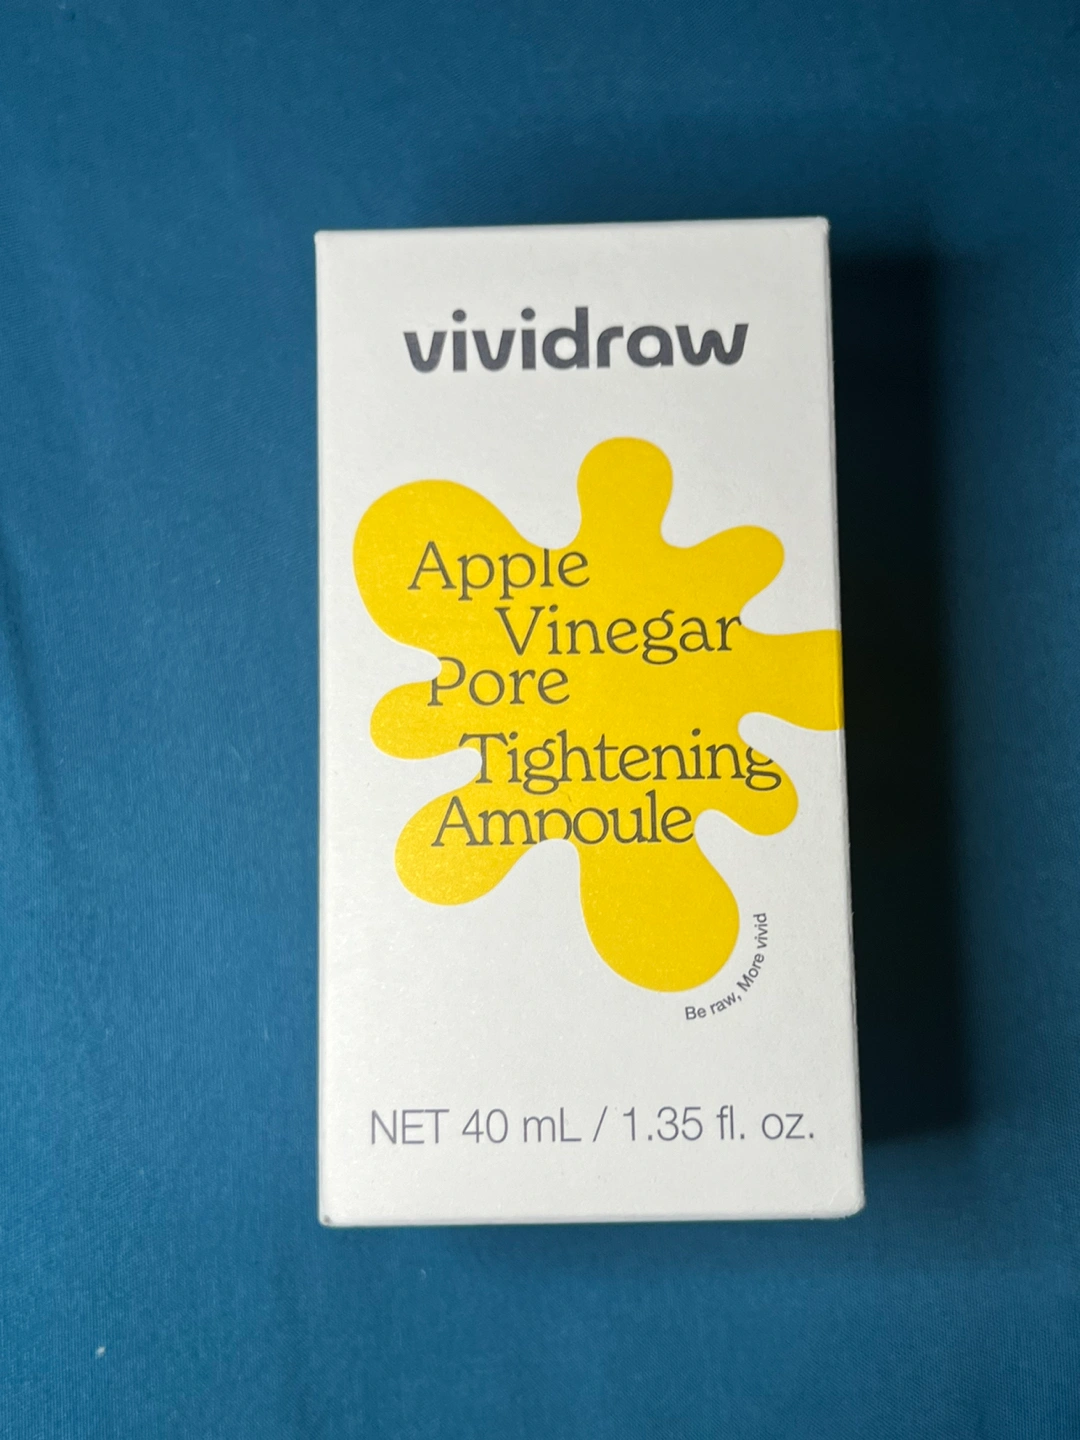 vividraw
Apple
Vinegar
Pore
Tightening
Ampoule
Be raw, More vivid
NET 40 mL / 1.35 fl. oz.